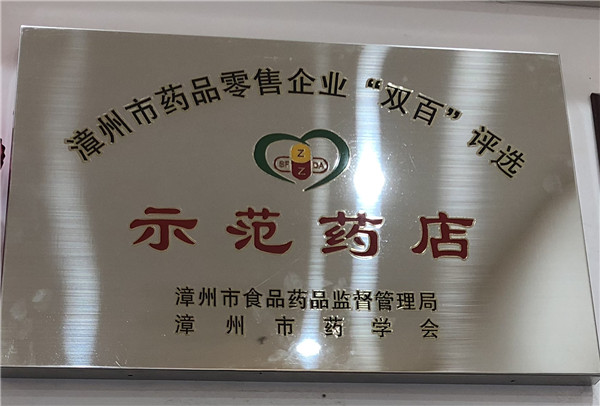 漳州市药品零售企业“双百”评选
示范药店
漳州市食品药品监督管理局
漳州市药学会